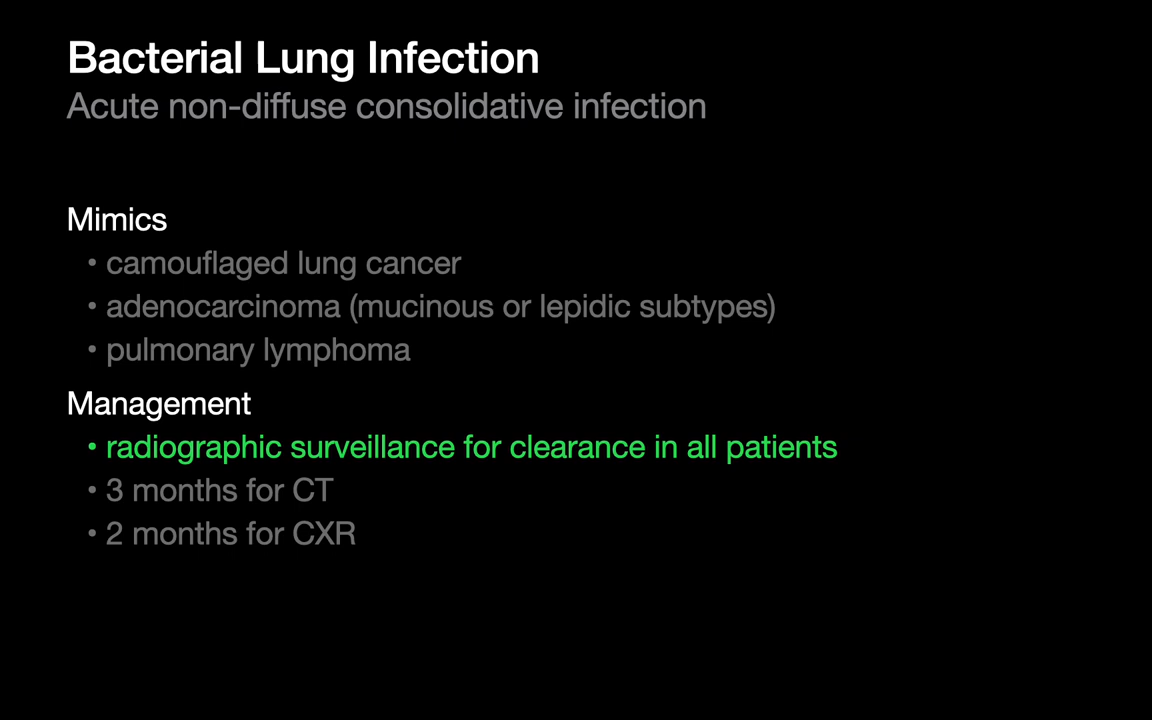 Bacterial Lung Infection
Acute non-diffuse consolidative infection
Mimics
• camouflaged lung cancer
• adenocarcinoma (mucinous or lepidic subtypes)
• pulmonary lymphoma
Management
• radiographic surveillance for clearance in all patients
• 3 months for CT
• 2 months for CXR